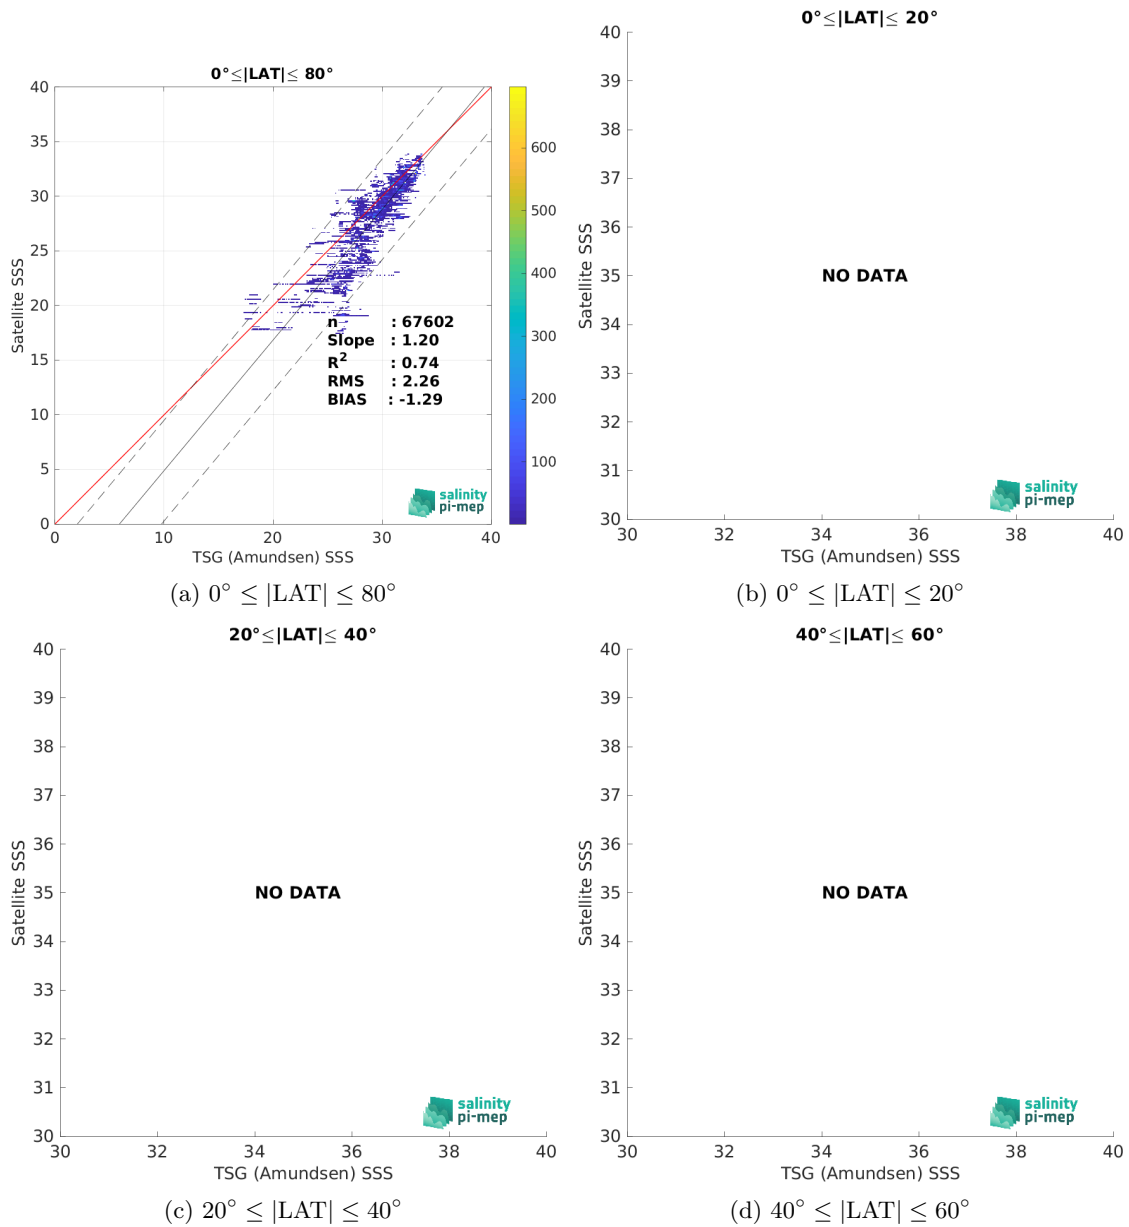 0°≤|LAT|≤ 80°
40
35
30
25
20
15
10
5
0
0 10 20 30 40
Satellite SSS
TSG (Amundsen) SSS
n : 67602
Slope : 1.20
R² : 0.74
RMS : 2.26
BIAS : -1.29
salinity
pi-mep
600
500
400
300
200
100
(a) 0° ≤ |LAT| ≤ 80°
0°≤|LAT|≤ 20°
40
39
38
37
36
35
34
33
32
31
30
30 32 34 36 38 40
Satellite SSS
NO DATA
salinity
pi-mep
TSG (Amundsen) SSS
(b) 0° ≤ |LAT| ≤ 20°
20°≤|LAT|≤ 40°
40
39
38
37
36
35
34
33
32
31
30
30 32 34 36 38 40
Satellite SSS
NO DATA
salinity
pi-mep
TSG (Amundsen) SSS
(c) 20° ≤ |LAT| ≤ 40°
40°≤|LAT|≤ 60°
40
39
38
37
36
35
34
33
32
31
30
30 32 34 36 38 40
Satellite SSS
NO DATA
salinity
pi-mep
TSG (Amundsen) SSS
(d) 40° ≤ |LAT| ≤ 60°